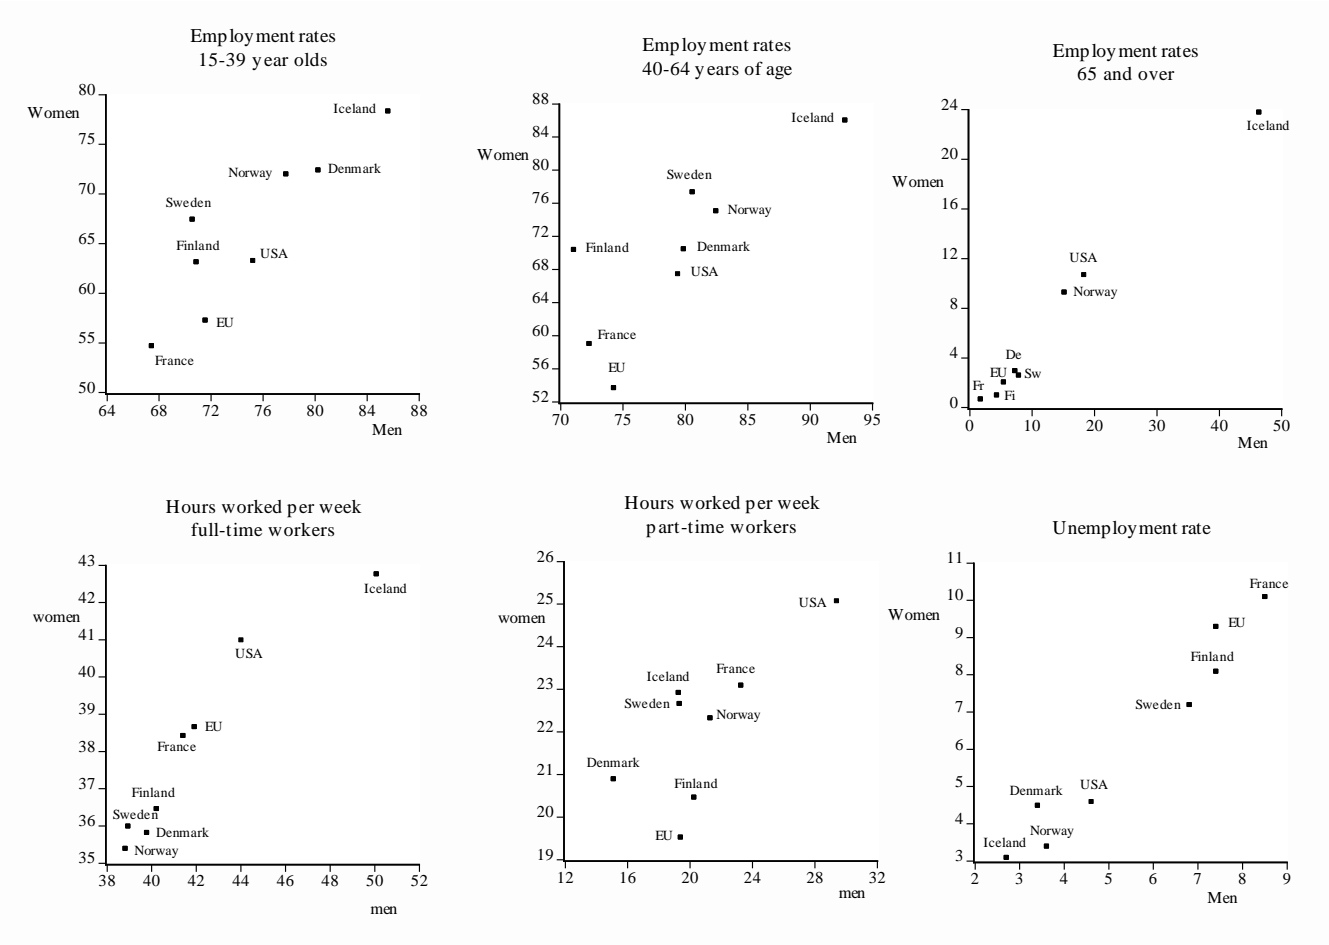 Employment rates
15-39 year olds
Women
80
75
70
65
60
55
50
64 68 72 76 80 84 88
Men
Iceland
Norway
Denmark
Sweden
Finland
USA
EU
France
Employment rates
40-64 years of age
Women
88
84
80
76
72
68
64
60
56
52
70 75 80 85 90 95
Men
Iceland
Sweden
Norway
Finland
Denmark
USA
France
EU
Employment rates
65 and over
Women
24
20
16
12
8
4
0
0 10 20 30 40 50
Men
Iceland
USA
Norway
De
EU
Sw
Fr
Fi
Hours worked per week
full-time workers
women
43
42
41
40
39
38
37
36
35
38 40 42 44 46 48 50 52
men
Iceland
USA
EU
France
Finland
Sweden
Denmark
Norway
Hours worked per week
part-time workers
women
26
25
24
23
22
21
20
19
12 16 20 24 28 32
men
USA
France
Iceland
Sweden
Norway
Denmark
Finland
EU
Unemployment rate
Women
11
10
9
8
7
6
5
4
3
2 3 4 5 6 7 8 9
Men
France
EU
Finland
Sweden
USA
Denmark
Norway
Iceland